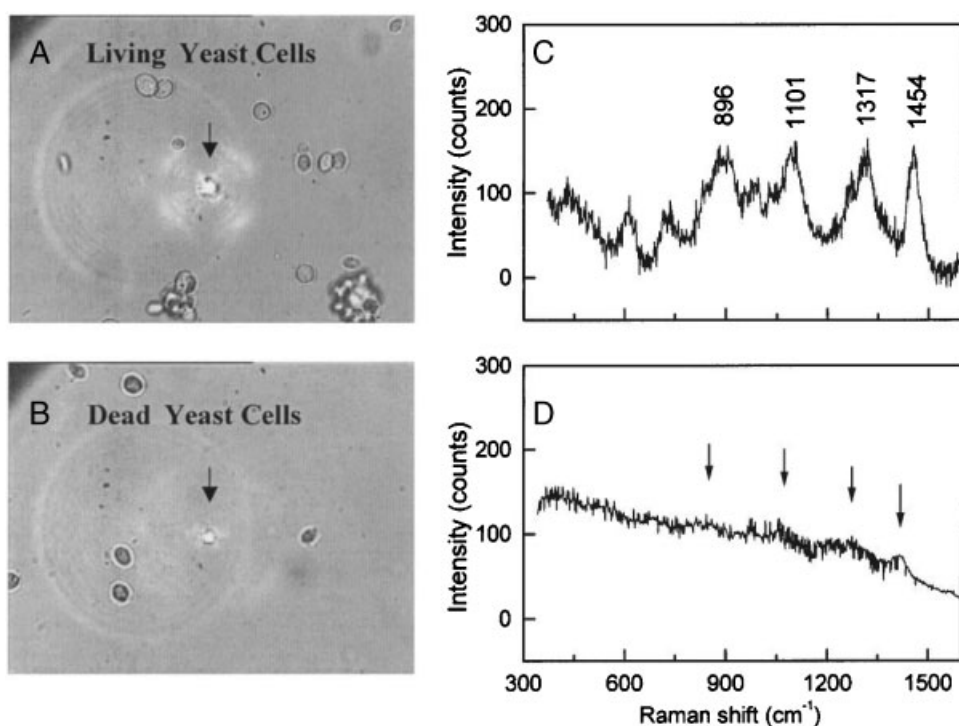 A
Living Yeast Cells
B
Dead Yeast Cells
C
Intensity (counts)
300
200
100
0
896
1101
1317
1454
D
Intensity (counts)
300
200
100
0
300
600
900
1200
1500
Raman shift (cm⁻¹)